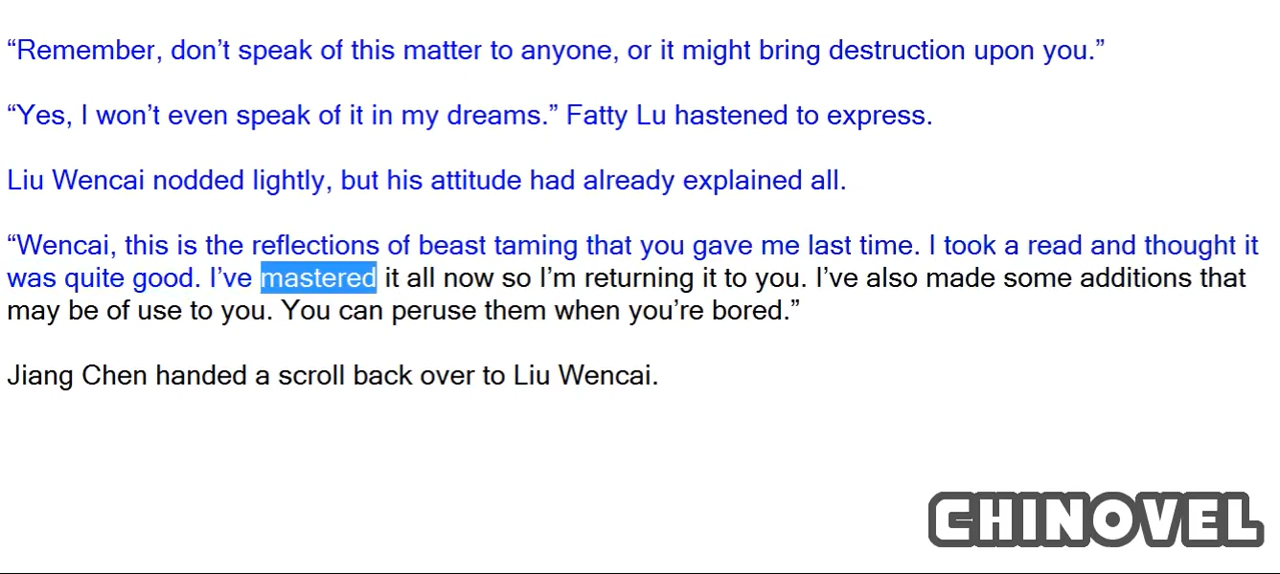 “Remember, don’t speak of this matter to anyone, or it might bring destruction upon you.”
“Yes, I won’t even speak of it in my dreams.” Fatty Lu hastened to express.
Liu Wencai nodded lightly, but his attitude had already explained all.
“Wencai, this is the reflections of beast taming that you gave me last time. I took a read and thought it
was quite good. I’ve mastered it all now so I’m returning it to you. I’ve also made some additions that
may be of use to you. You can peruse them when you’re bored.”
Jiang Chen handed a scroll back over to Liu Wencai.
CHINOVEL